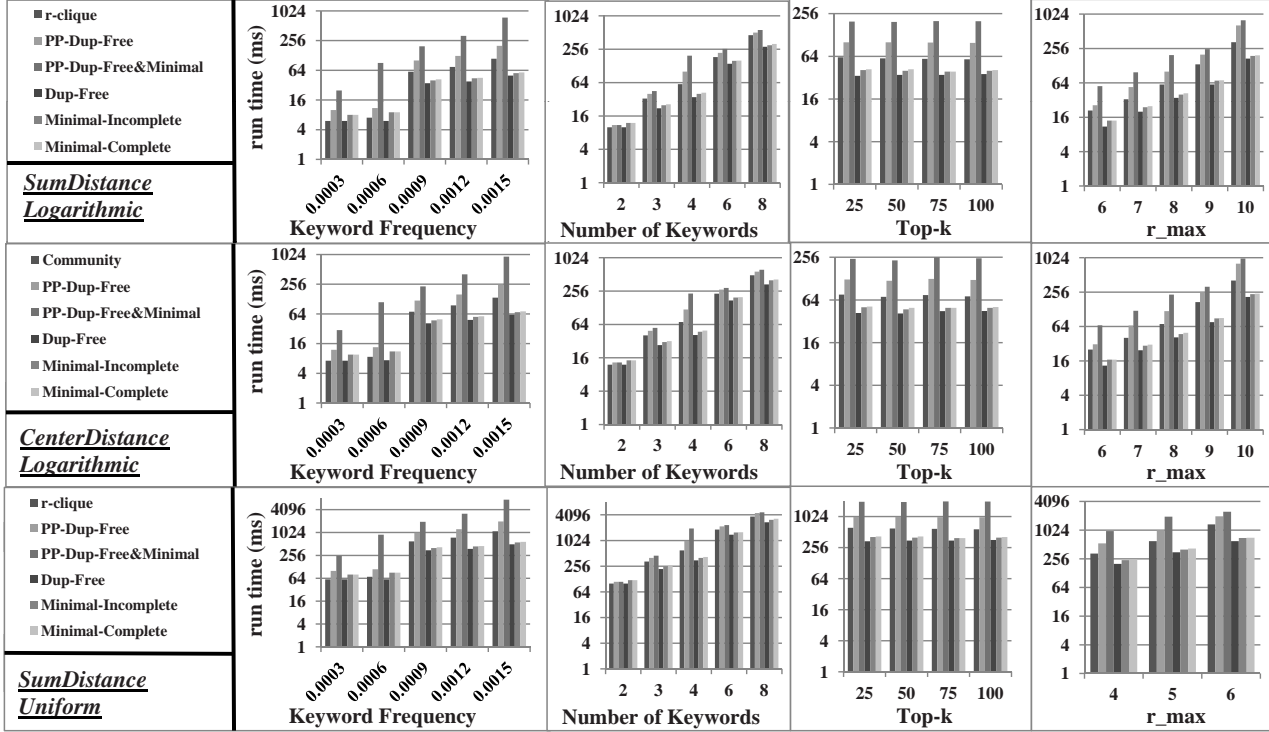 r-clique
PP-Dup-Free
PP-Dup-Free&Minimal
Dup-Free
Minimal-Incomplete
Minimal-Complete
SumDistance
Logarithmic
run time (ms)
1024
256
64
16
4
1
0.0003 0.0006 0.0009 0.0012 0.0015
Keyword Frequency
1024
256
64
16
4
1
2 3 4 6 8
Number of Keywords
256
64
16
4
1
25 50 75 100
Top-k
1024
256
64
16
4
1
6 7 8 9 10
r_max
Community
PP-Dup-Free
PP-Dup-Free&Minimal
Dup-Free
Minimal-Incomplete
Minimal-Complete
CenterDistance
Logarithmic
run time (ms)
1024
256
64
16
4
1
0.0003 0.0006 0.0009 0.0012 0.0015
Keyword Frequency
1024
256
64
16
4
1
2 3 4 6 8
Number of Keywords
256
64
16
4
1
25 50 75 100
Top-k
1024
256
64
16
4
1
6 7 8 9 10
r_max
r-clique
PP-Dup-Free
PP-Dup-Free&Minimal
Dup-Free
Minimal-Incomplete
Minimal-Complete
SumDistance
Uniform
run time (ms)
4096
1024
256
64
16
4
1
0.0003 0.0006 0.0009 0.0012 0.0015
Keyword Frequency
4096
1024
256
64
16
4
1
2 3 4 6 8
Number of Keywords
1024
256
64
16
4
1
25 50 75 100
Top-k
4096
1024
256
64
16
4
1
4 5 6
r_max